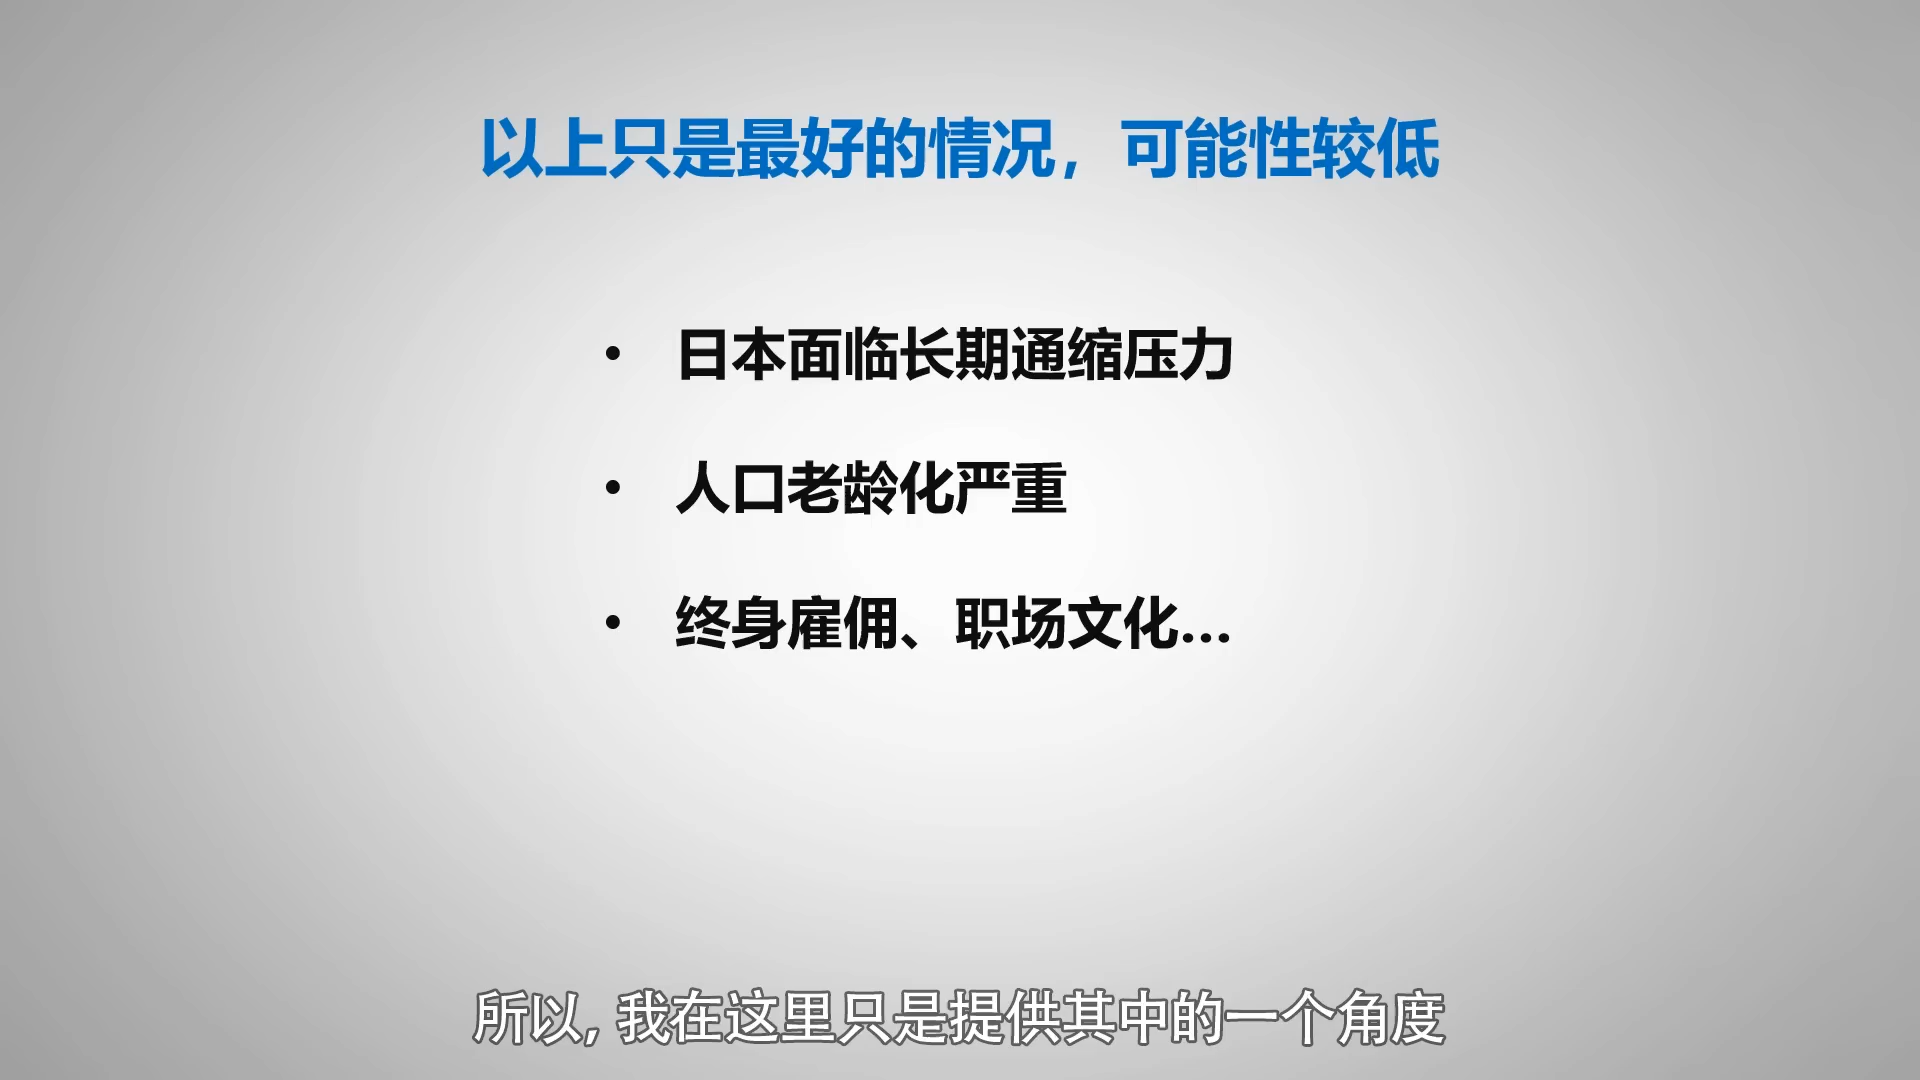 以上只是最好的情况，可能性较低
• 日本面临长期通缩压力
• 人口老龄化严重
• 终身雇佣、职场文化...
所以, 我在这里只是提供其中的一个角度